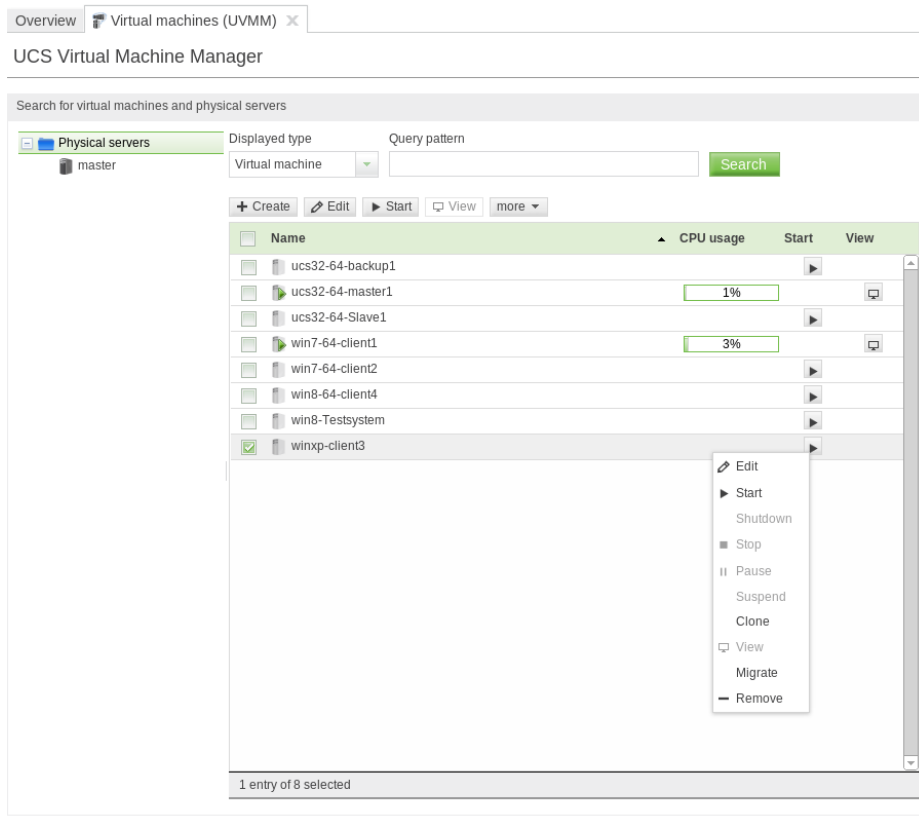 Overview Virtual machines (UVMM)
UCS Virtual Machine Manager
Search for virtual machines and physical servers
Physical servers
master
Displayed type Query pattern
Virtual machine Search
Create Edit Start View more
Name CPU usage Start View
ucs32-64-backup1
ucs32-64-master1 1%
ucs32-64-Slave1
win7-64-client1 3%
win7-64-client2
win8-64-client4
win8-Testsystem
winxp-client3
Edit
Start
Shutdown
Stop
Pause
Suspend
Clone
View
Migrate
Remove
1 entry of 8 selected